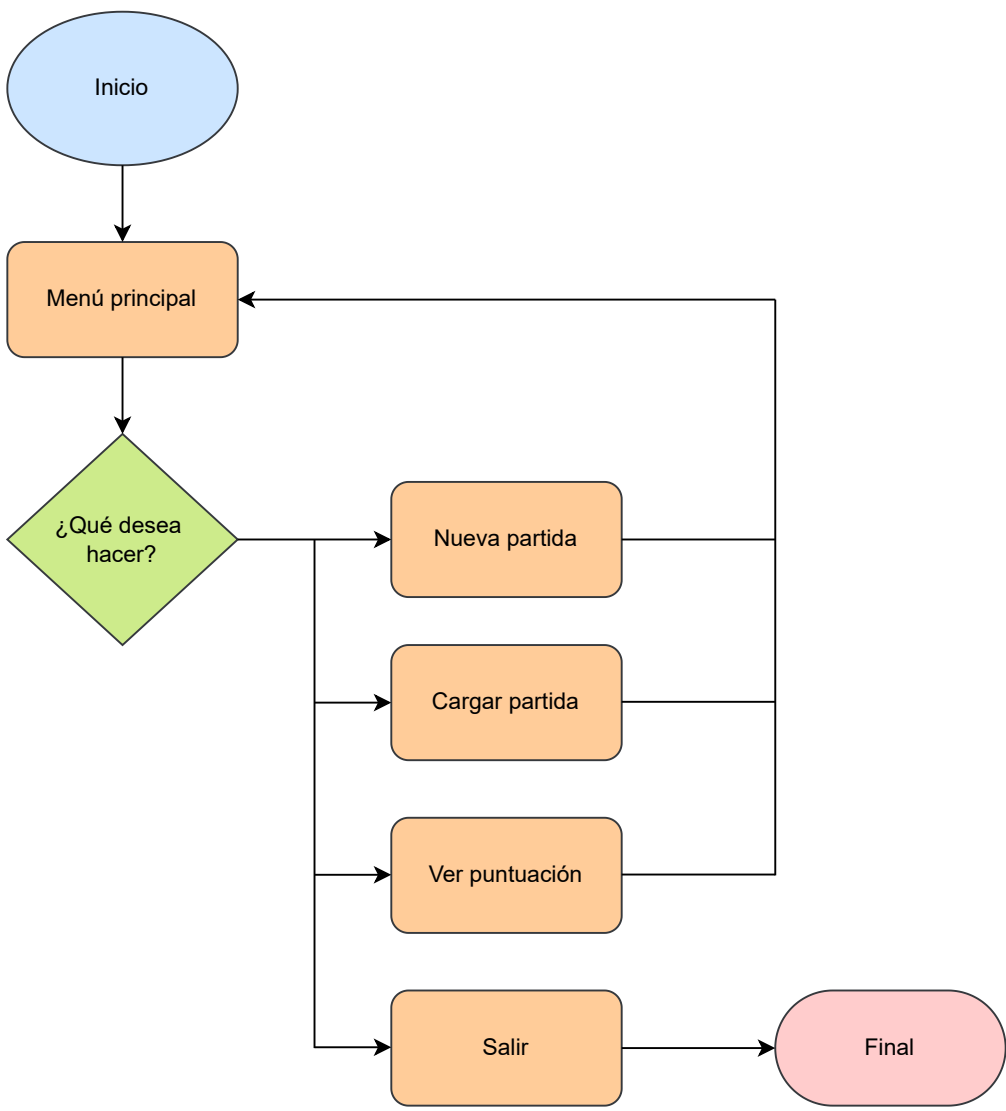 Inicio
Menú principal
¿Qué desea
hacer?
Nueva partida
Cargar partida
Ver puntuación
Salir
Final